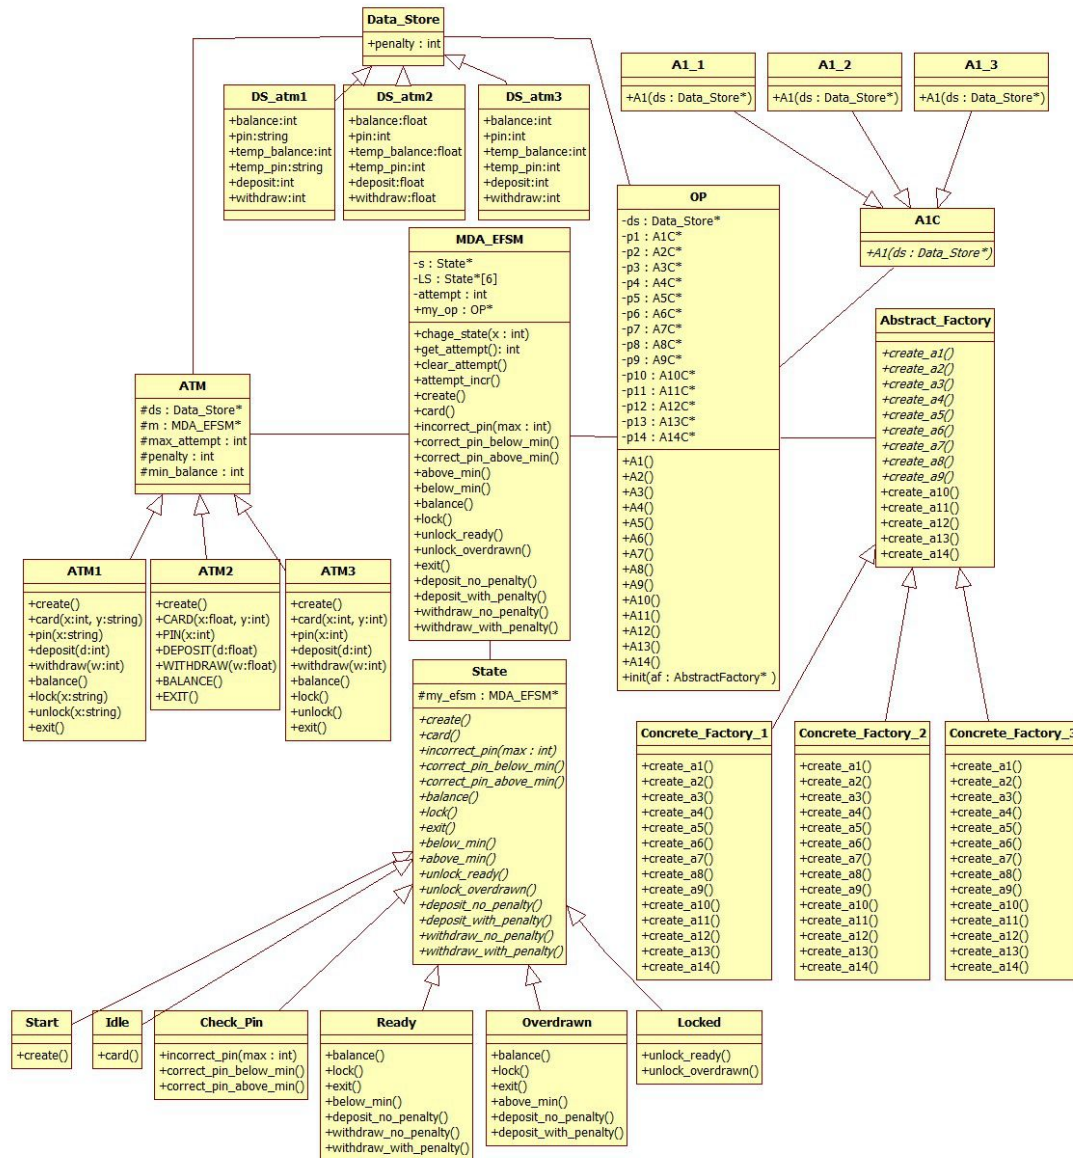 Data_Store
+penalty : int
DS_atm1
+balance:int
+pin:string
+temp_balance:int
+temp_pin:string
+deposit:int
+withdraw:int
DS_atm2
+balance:float
+pin:int
+temp_balance:float
+temp_pin:int
+deposit:float
+withdraw:float
DS_atm3
+balance:int
+pin:int
+temp_balance:int
+temp_pin:int
+deposit:int
+withdraw:int
A1_1
+A1(ds : Data_Store*)
A1_2
+A1(ds : Data_Store*)
A1_3
+A1(ds : Data_Store*)
A1C
+A1(ds : Data_Store*)
OP
-ds : Data_Store*
-p1 : A1C*
-p2 : A2C*
-p3 : A3C*
-p4 : A4C*
-p5 : A5C*
-p6 : A6C*
-p7 : A7C*
-p8 : A8C*
-p9 : A9C*
-p10 : A10C*
-p11 : A11C*
-p12 : A12C*
-p13 : A13C*
-p14 : A14C*
+A1()
+A2()
+A3()
+A4()
+A5()
+A6()
+A7()
+A8()
+A9()
+A10()
+A11()
+A12()
+A13()
+A14()
+init(af : AbstractFactory* )
MDA_EFSM
-s : State*
-LS : State*[6]
-attempt : int
+my_op : OP*
+chage_state(x : int)
+get_attempt(): int
+clear_attempt()
+attempt_incr()
+create()
+card()
+incorrect_pin(max : int)
+correct_pin_below_min()
+correct_pin_above_min()
+above_min()
+below_min()
+balance()
+lock()
+unlock_ready()
+unlock_overdrawn()
+exit()
+deposit_no_penalty()
+deposit_with_penalty()
+withdraw_no_penalty()
+withdraw_with_penalty()
Abstract_Factory
+create_a1()
+create_a2()
+create_a3()
+create_a4()
+create_a5()
+create_a6()
+create_a7()
+create_a8()
+create_a9()
+create_a10()
+create_a11()
+create_a12()
+create_a13()
+create_a14()
ATM
#ds : Data_Store*
#m : MDA_EFSM*
#max_attempt : int
#penalty : int
#min_balance : int
ATM1
+create()
+card(x:int, y:string)
+pin(x:string)
+deposit(d:int)
+withdraw(w:int)
+balance()
+lock(x:string)
+unlock(x:string)
+exit()
ATM2
+create()
+CARD(x:float, y:int)
+PIN(x:int)
+DEPOSIT(d:float)
+WITHDRAW(w:float)
+BALANCE()
+EXIT()
ATM3
+create()
+card(x:int, y:int)
+pin(x:int)
+deposit(d:int)
+withdraw(w:int)
+balance()
+lock()
+unlock()
+exit()
State
#my_efsm : MDA_EFSM*
+create()
+card()
+incorrect_pin(max : int)
+correct_pin_below_min()
+correct_pin_above_min()
+balance()
+lock()
+exit()
+below_min()
+above_min()
+unlock_ready()
+unlock_overdrawn()
+deposit_no_penalty()
+deposit_with_penalty()
+withdraw_no_penalty()
+withdraw_with_penalty()
Concrete_Factory_1
+create_a1()
+create_a2()
+create_a3()
+create_a4()
+create_a5()
+create_a6()
+create_a7()
+create_a8()
+create_a9()
+create_a10()
+create_a11()
+create_a12()
+create_a13()
+create_a14()
Concrete_Factory_2
+create_a1()
+create_a2()
+create_a3()
+create_a4()
+create_a5()
+create_a6()
+create_a7()
+create_a8()
+create_a9()
+create_a10()
+create_a11()
+create_a12()
+create_a13()
+create_a14()
Concrete_Factory_3
+create_a1()
+create_a2()
+create_a3()
+create_a4()
+create_a5()
+create_a6()
+create_a7()
+create_a8()
+create_a9()
+create_a10()
+create_a11()
+create_a12()
+create_a13()
+create_a14()
Start
+create()
Idle
+card()
Check_Pin
+incorrect_pin(max : int)
+correct_pin_below_min()
+correct_pin_above_min()
Ready
+balance()
+lock()
+exit()
+below_min()
+deposit_no_penalty()
+withdraw_no_penalty()
+withdraw_with_penalty()
Overdrawn
+balance()
+lock()
+exit()
+above_min()
+deposit_no_penalty()
+deposit_with_penalty()
Locked
+unlock_ready()
+unlock_overdrawn()